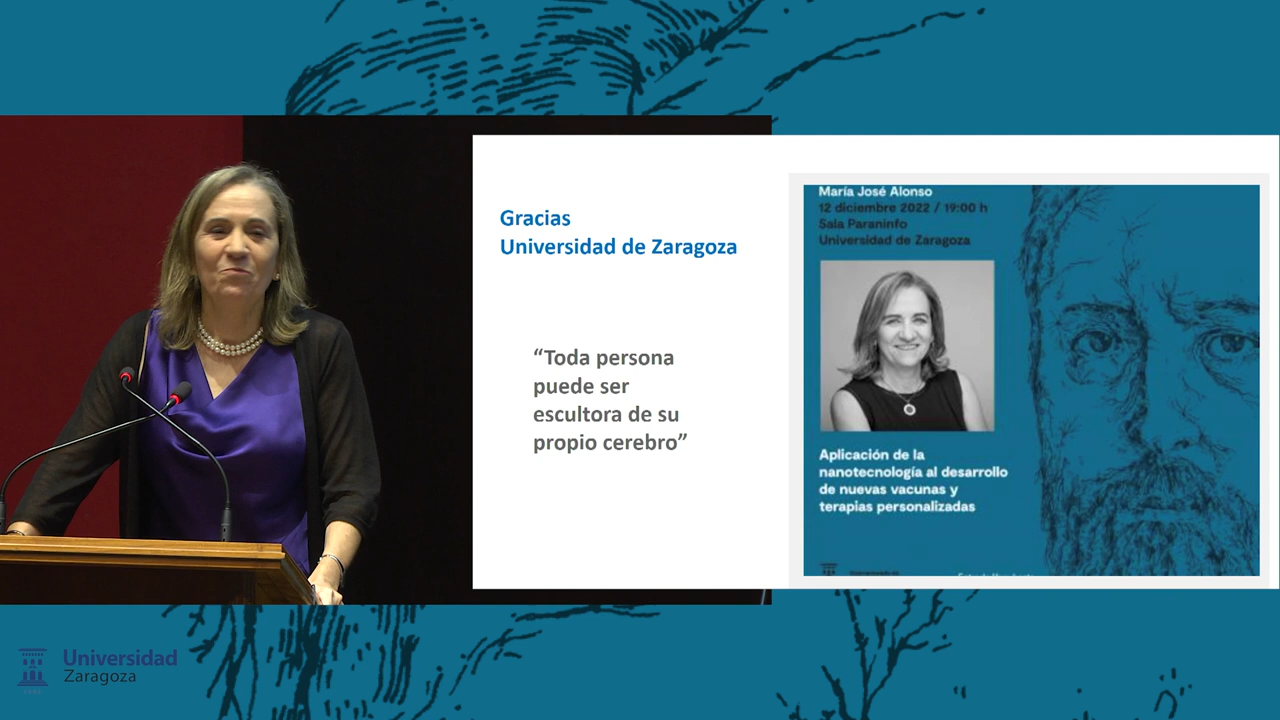 Gracias
Universidad de Zaragoza
“Toda persona
puede ser
escultora de su
propio cerebro”
María José Alonso
12 diciembre 2022 / 19:00 h
Sala Paraninfo
Universidad de Zaragoza
Aplicación de la
nanotecnología al desarrollo
de nuevas vacunas y
terapias personalizadas
Universidad
Zaragoza